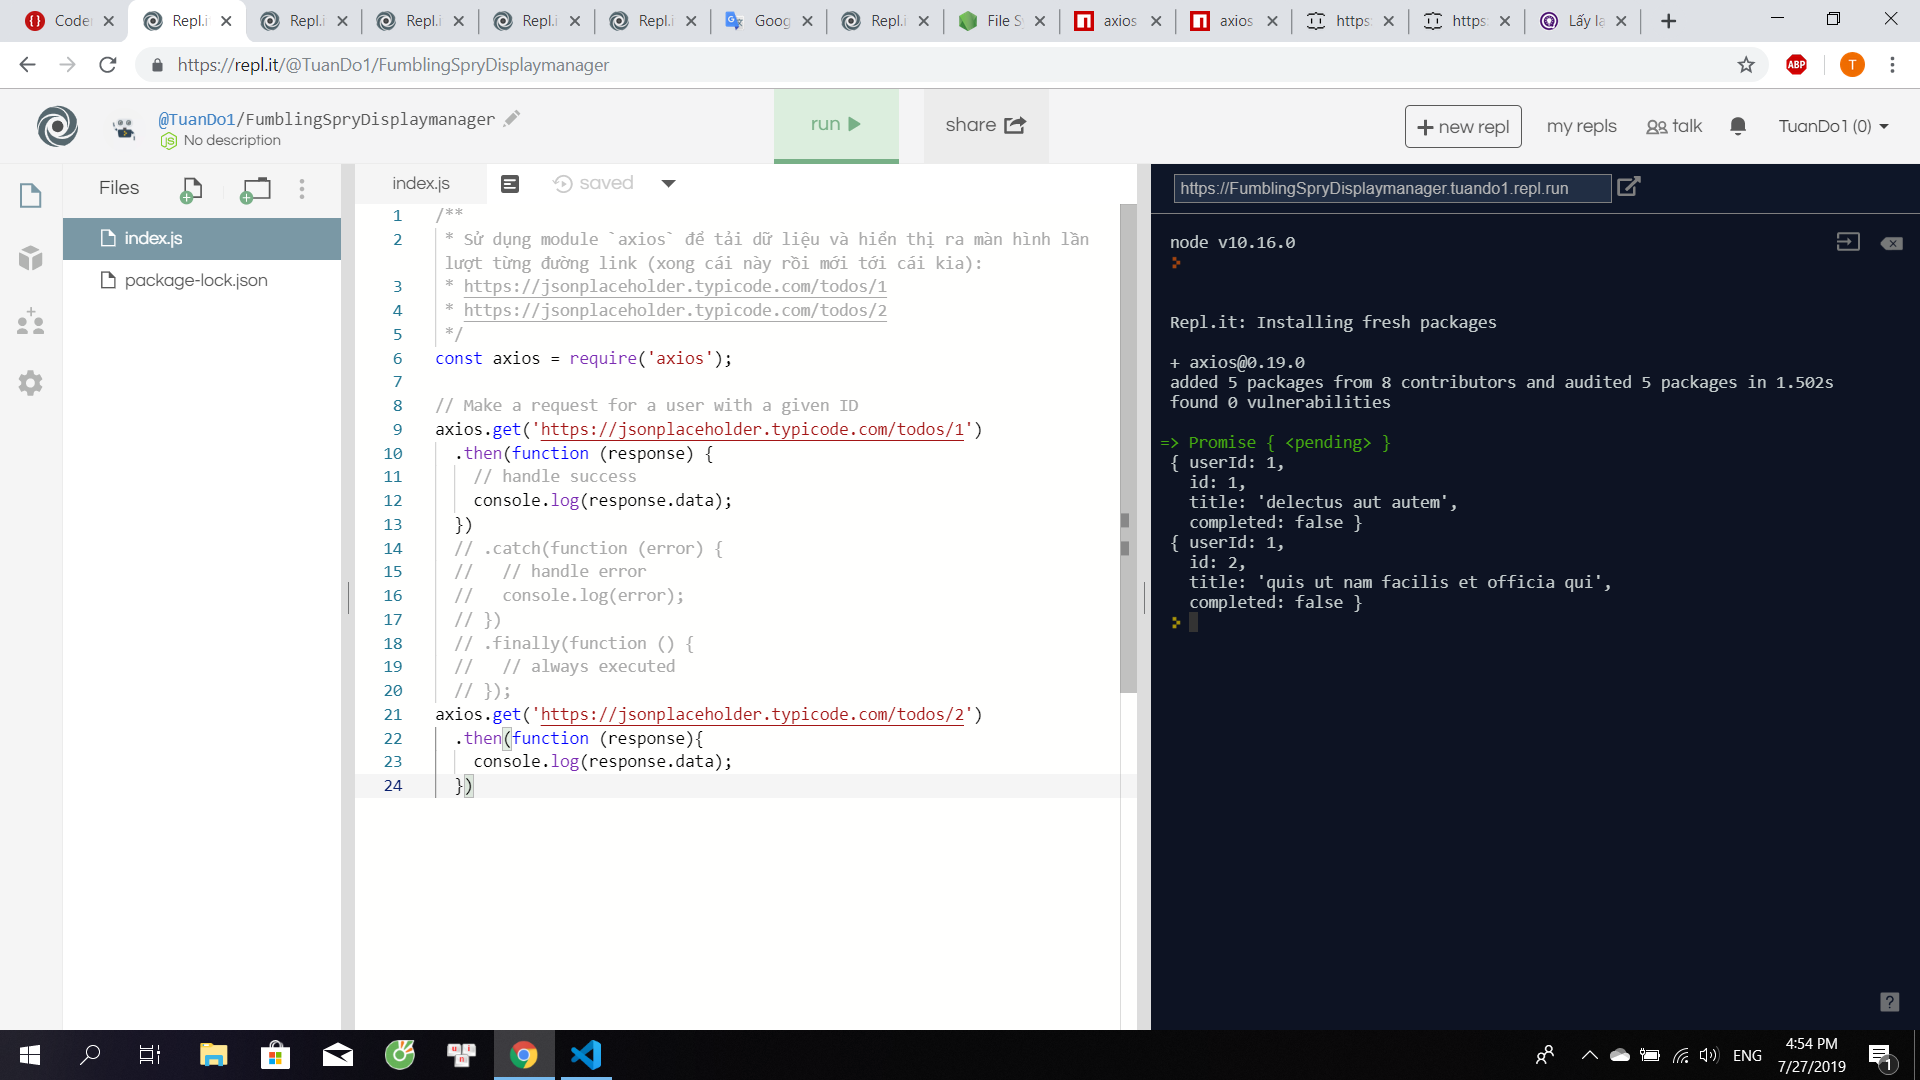 Coder
Repl.i
Repl.i
Repl.i
Repl.i
Repl.i
Goog
Repl.i
File Sy
axios
axios
https:
https:
Lấy lạ
https://repl.it/@TuanDo1/FumblingSpryDisplaymanager
ABP
T
@TuanDo1/FumblingSpryDisplaymanager
No description
run
share
+ new repl
my repls
talk
TuanDo1 (0)
Files
index.js
package-lock.json
index.js
saved
1 /**
2 * Sử dụng module `axios` để tải dữ liệu và hiển thị ra màn hình lần
lượt từng đường link (xong cái này rồi mới tới cái kia):
3 * https://jsonplaceholder.typicode.com/todos/1
4 * https://jsonplaceholder.typicode.com/todos/2
5 */
6 const axios = require('axios');
7
8 // Make a request for a user with a given ID
9 axios.get('https://jsonplaceholder.typicode.com/todos/1')
10 .then(function (response) {
11 // handle success
12 console.log(response.data);
13 })
14 // .catch(function (error) {
15 // // handle error
16 // console.log(error);
17 // })
18 // .finally(function () {
19 // // always executed
20 // });
21 axios.get('https://jsonplaceholder.typicode.com/todos/2')
22 .then(function (response){
23 console.log(response.data);
24 })
https://FumblingSpryDisplaymanager.tuando1.repl.run
node v10.16.0
Repl.it: Installing fresh packages
+ axios@0.19.0
added 5 packages from 8 contributors and audited 5 packages in 1.502s
found 0 vulnerabilities
=> Promise { <pending> }
{ userId: 1,
id: 1,
title: 'delectus aut autem',
completed: false }
{ userId: 1,
id: 2,
title: 'quis ut nam facilis et officia qui',
completed: false }
?
ENG
4:54 PM
7/27/2019
1